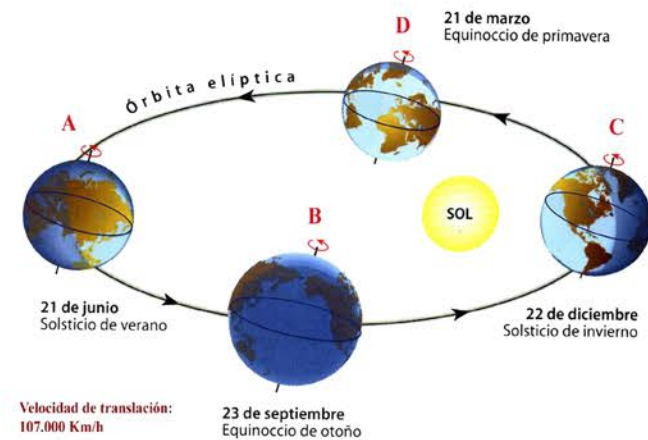 D
21 de marzo
Equinoccio de primavera
Órbita elíptica
A
C
B
SOL
21 de junio
Solsticio de verano
22 de diciembre
Solsticio de invierno
Velocidad de translación:
107.000 Km/h
23 de septiembre
Equinoccio de otoño